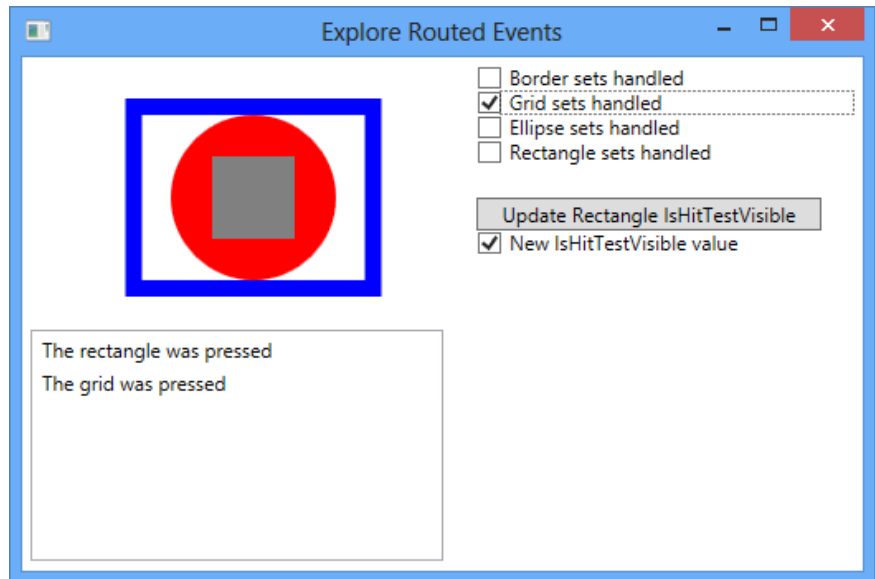 Explore Routed Events
Border sets handled
Grid sets handled
Ellipse sets handled
Rectangle sets handled
Update Rectangle IsHitTestVisible
New IsHitTestVisible value
The rectangle was pressed
The grid was pressed